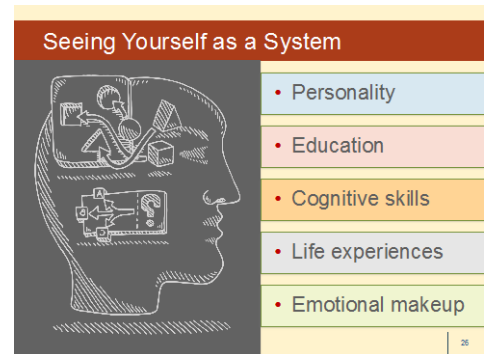 Seeing Yourself as a System
• Personality
• Education
• Cognitive skills
• Life experiences
• Emotional makeup
?
26